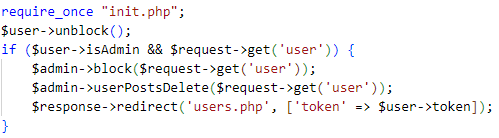 require_once "init.php";
$user->unblock();
if ($user->isAdmin && $request->get('user')) {
    $admin->block($request->get('user'));
    $admin->userPostsDelete($request->get('user'));
    $response->redirect('users.php', ['token' => $user->token]);
}